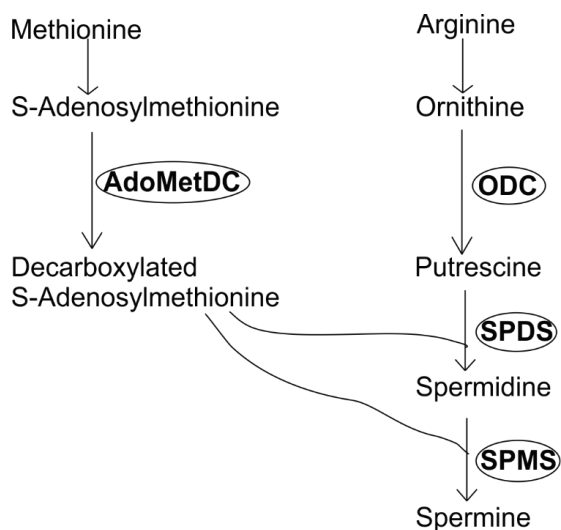 Methionine
Arginine
S-Adenosylmethionine
Ornithine
AdoMetDC
ODC
Decarboxylated
S-Adenosylmethionine
Putrescine
SPDS
Spermidine
SPMS
Spermine